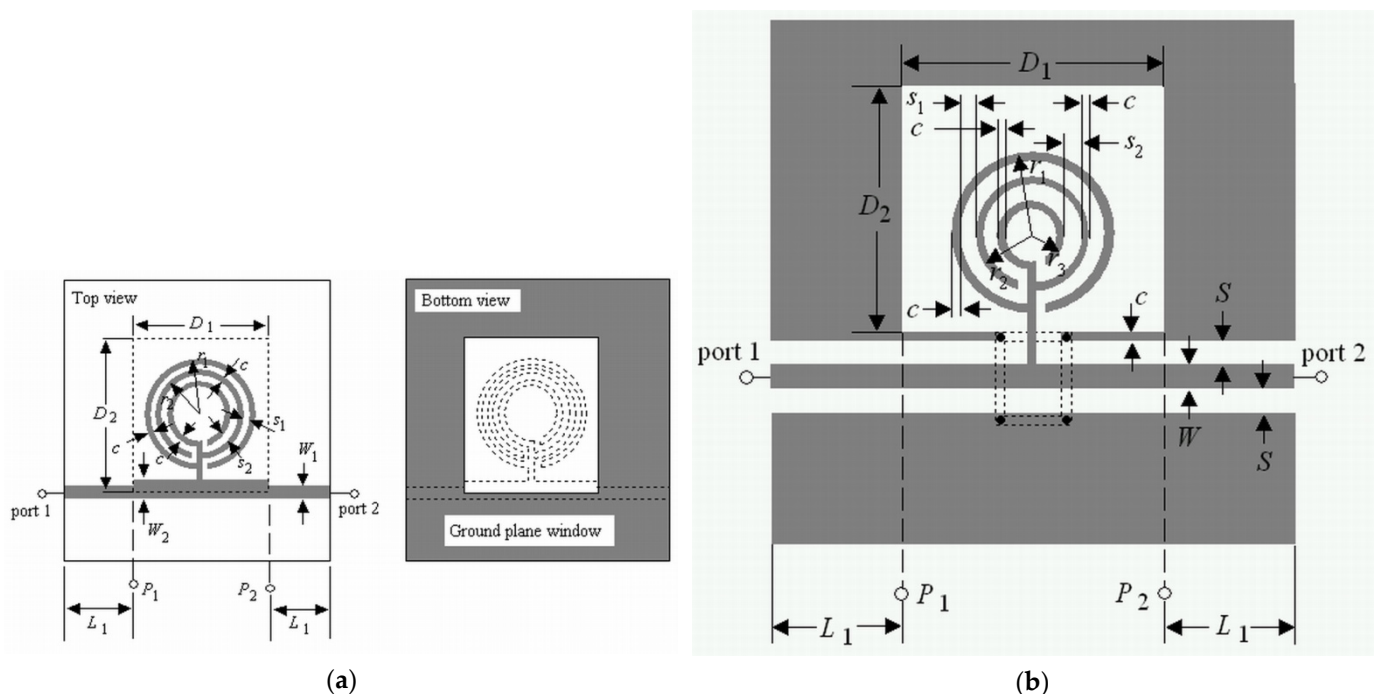 Top view
D1
r1
c
r2
D2
s1
c
c
s2
W1
port 1
port 2
W2
P1
P2
L1
L1
Bottom view
Ground plane window
(a)
D1
s1
c
c
s2
r1
D2
r2
r3
c
c
S
port 1
port 2
W
S
P1
P2
L1
L1
(b)